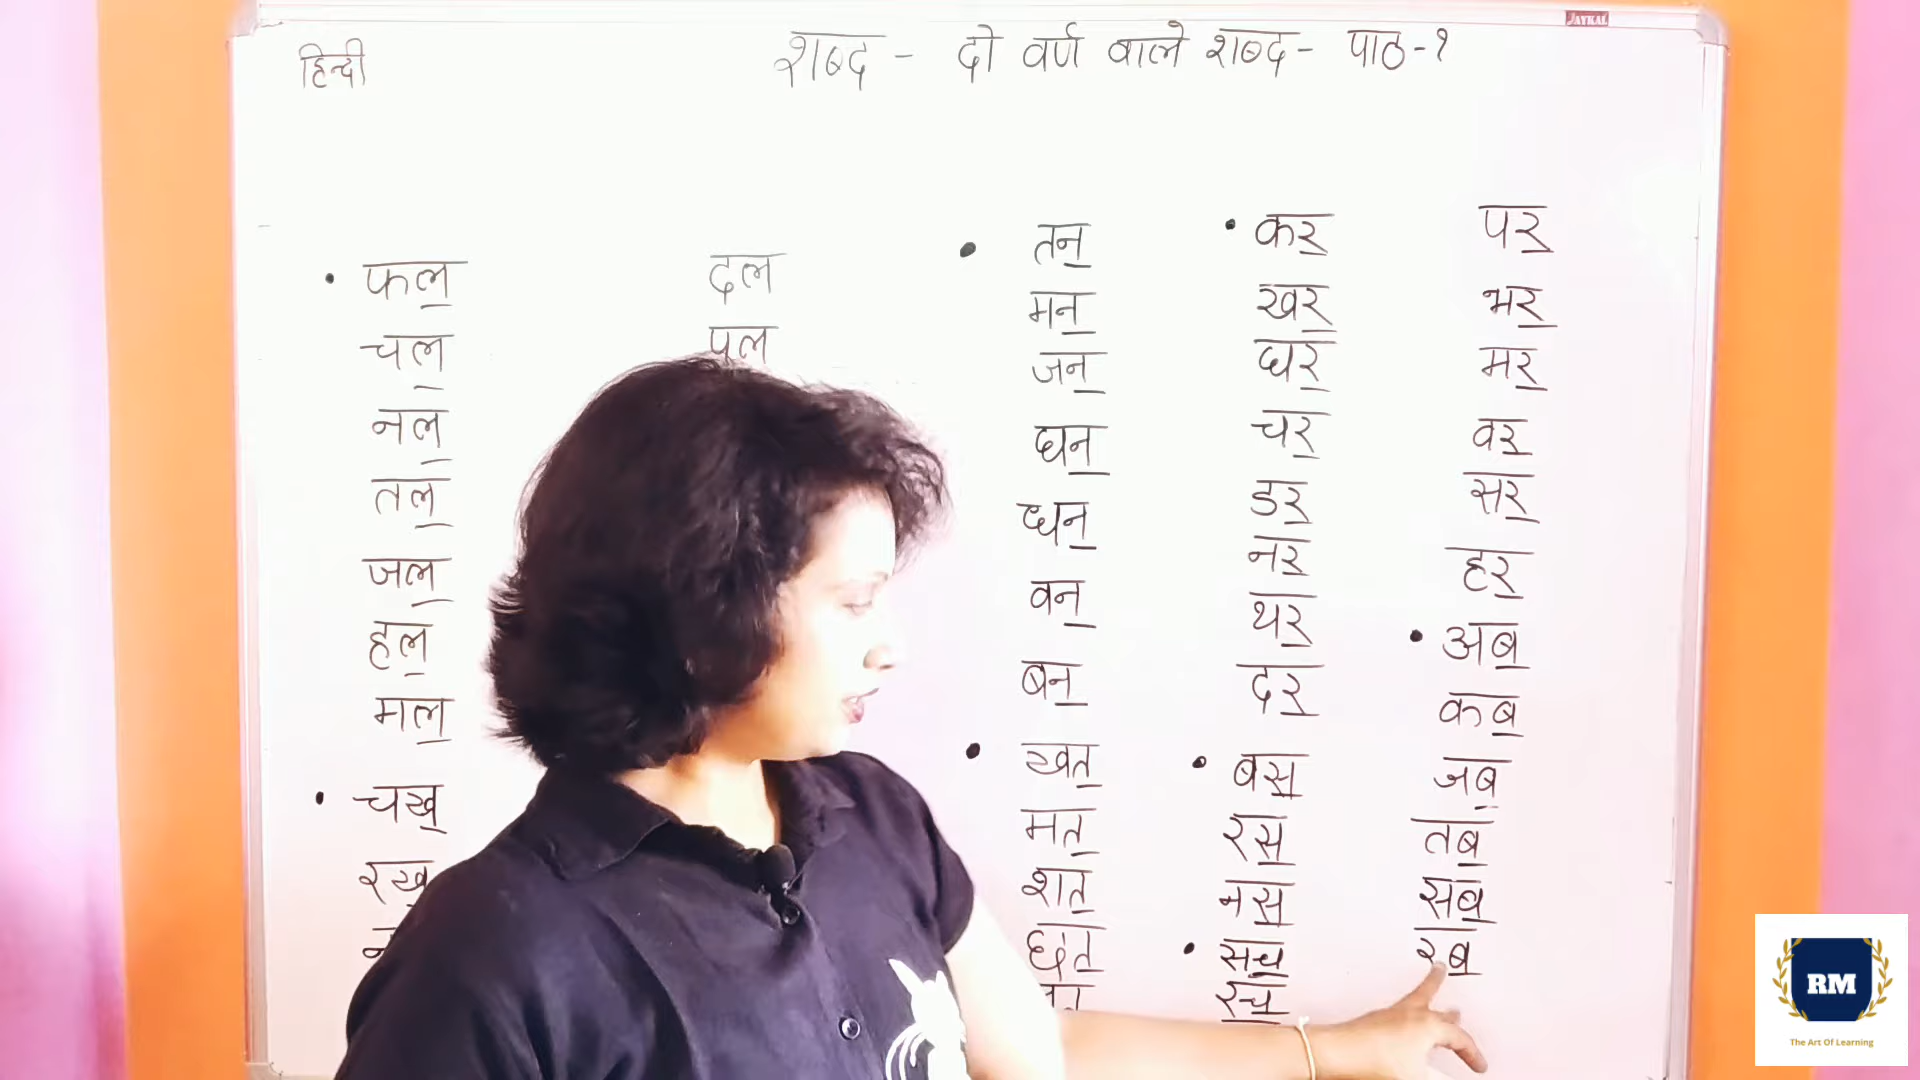 JAYKAL
हिन्दी
शब्द - दो वर्ण वाले शब्द - पाठ-१
• फल
चल
नल
तल
जल
हल
मल
• चख
रख
दल
पल
• तन
मन
जन
घन
धन
वन
बन
• खत
मत
शत
छत
• कर
खर
घर
चर
डर
नर
थर
दर
• बस
रस
नस
• सच
रच
पर
भर
मर
वर
सर
हर
• अब
कब
जब
तब
सब
रब
RM
The Art Of Learning